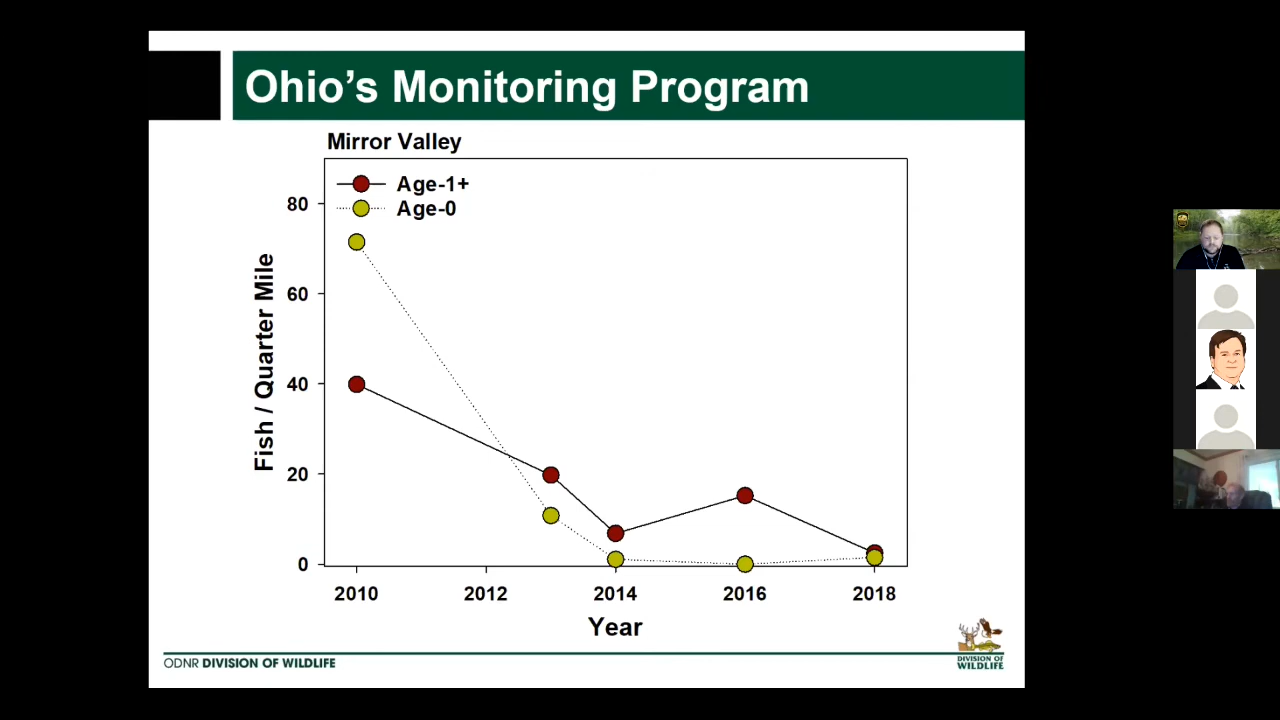 Ohio's Monitoring Program
Mirror Valley
Age-1+
Age-0
80
60
40
20
0
Fish / Quarter Mile
2010 2012 2014 2016 2018
Year
ODNR DIVISION OF WILDLIFE
DIVISION OF
WILDLIFE